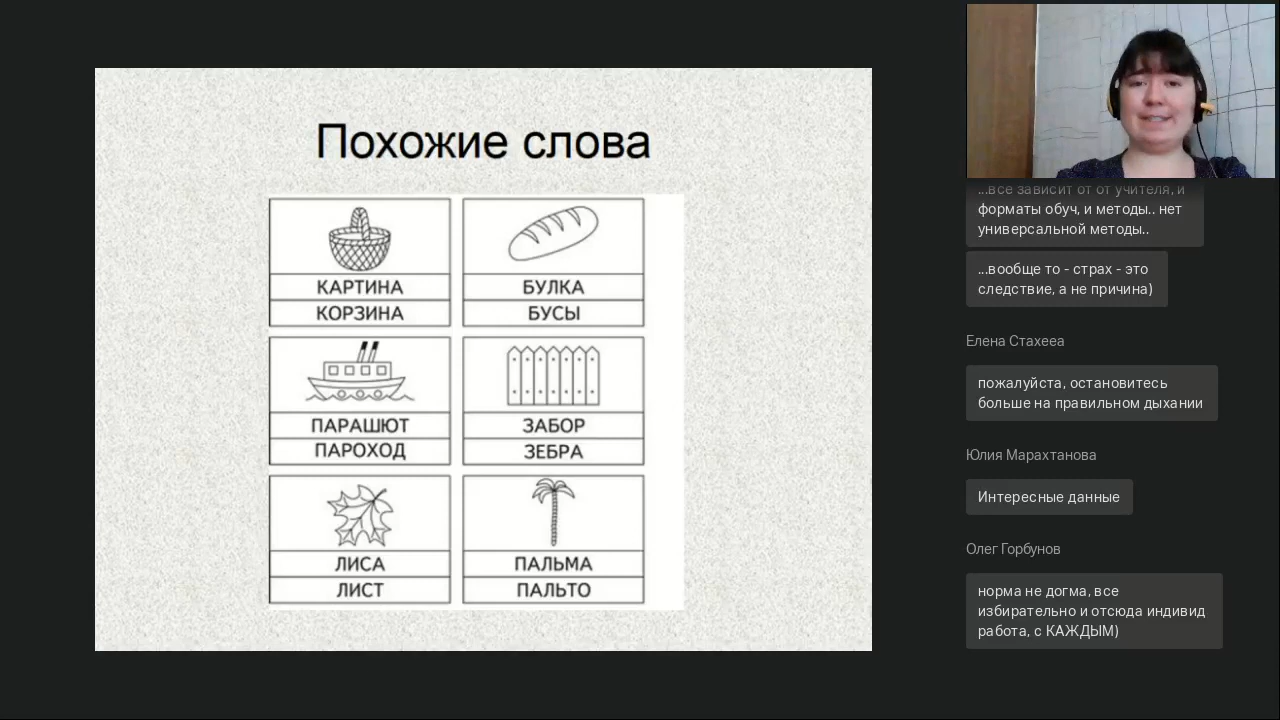 Похожие слова
КАРТИНА
КОРЗИНА
БУЛКА
БУСЫ
ПАРАШЮТ
ПАРОХОД
ЗАБОР
ЗЕБРА
ЛИСА
ЛИСТ
ПАЛЬМА
ПАЛЬТО
...все зависит от от учителя, и
форматы обуч, и методы.. нет
универсальной методы..
...вообще то - страх - это
следствие, а не причина)
Елена Стахееа
пожалуйста, остановитесь
больше на правильном дыхании
Юлия Марахтанова
Интересные данные
Олег Горбунов
норма не догма, все
избирательно и отсюда индивид
работа, с КАЖДЫМ)